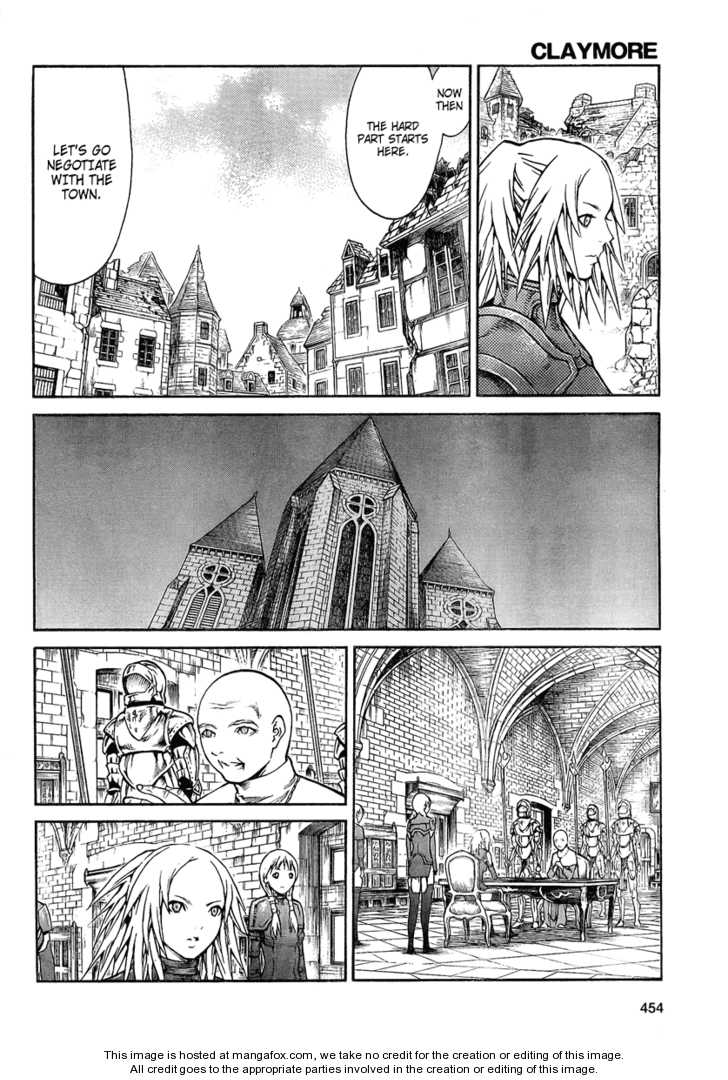 CLAYMORE
NOW
THEN
THE HARD
PART STARTS
HERE.
LET'S GO
NEGOTIATE
WITH THE
TOWN.
454
This image is hosted at mangafox.com, we take no credit for the creation or editing of this image.
All credit goes to the appropriate parties involved in the creation or editing of this image.